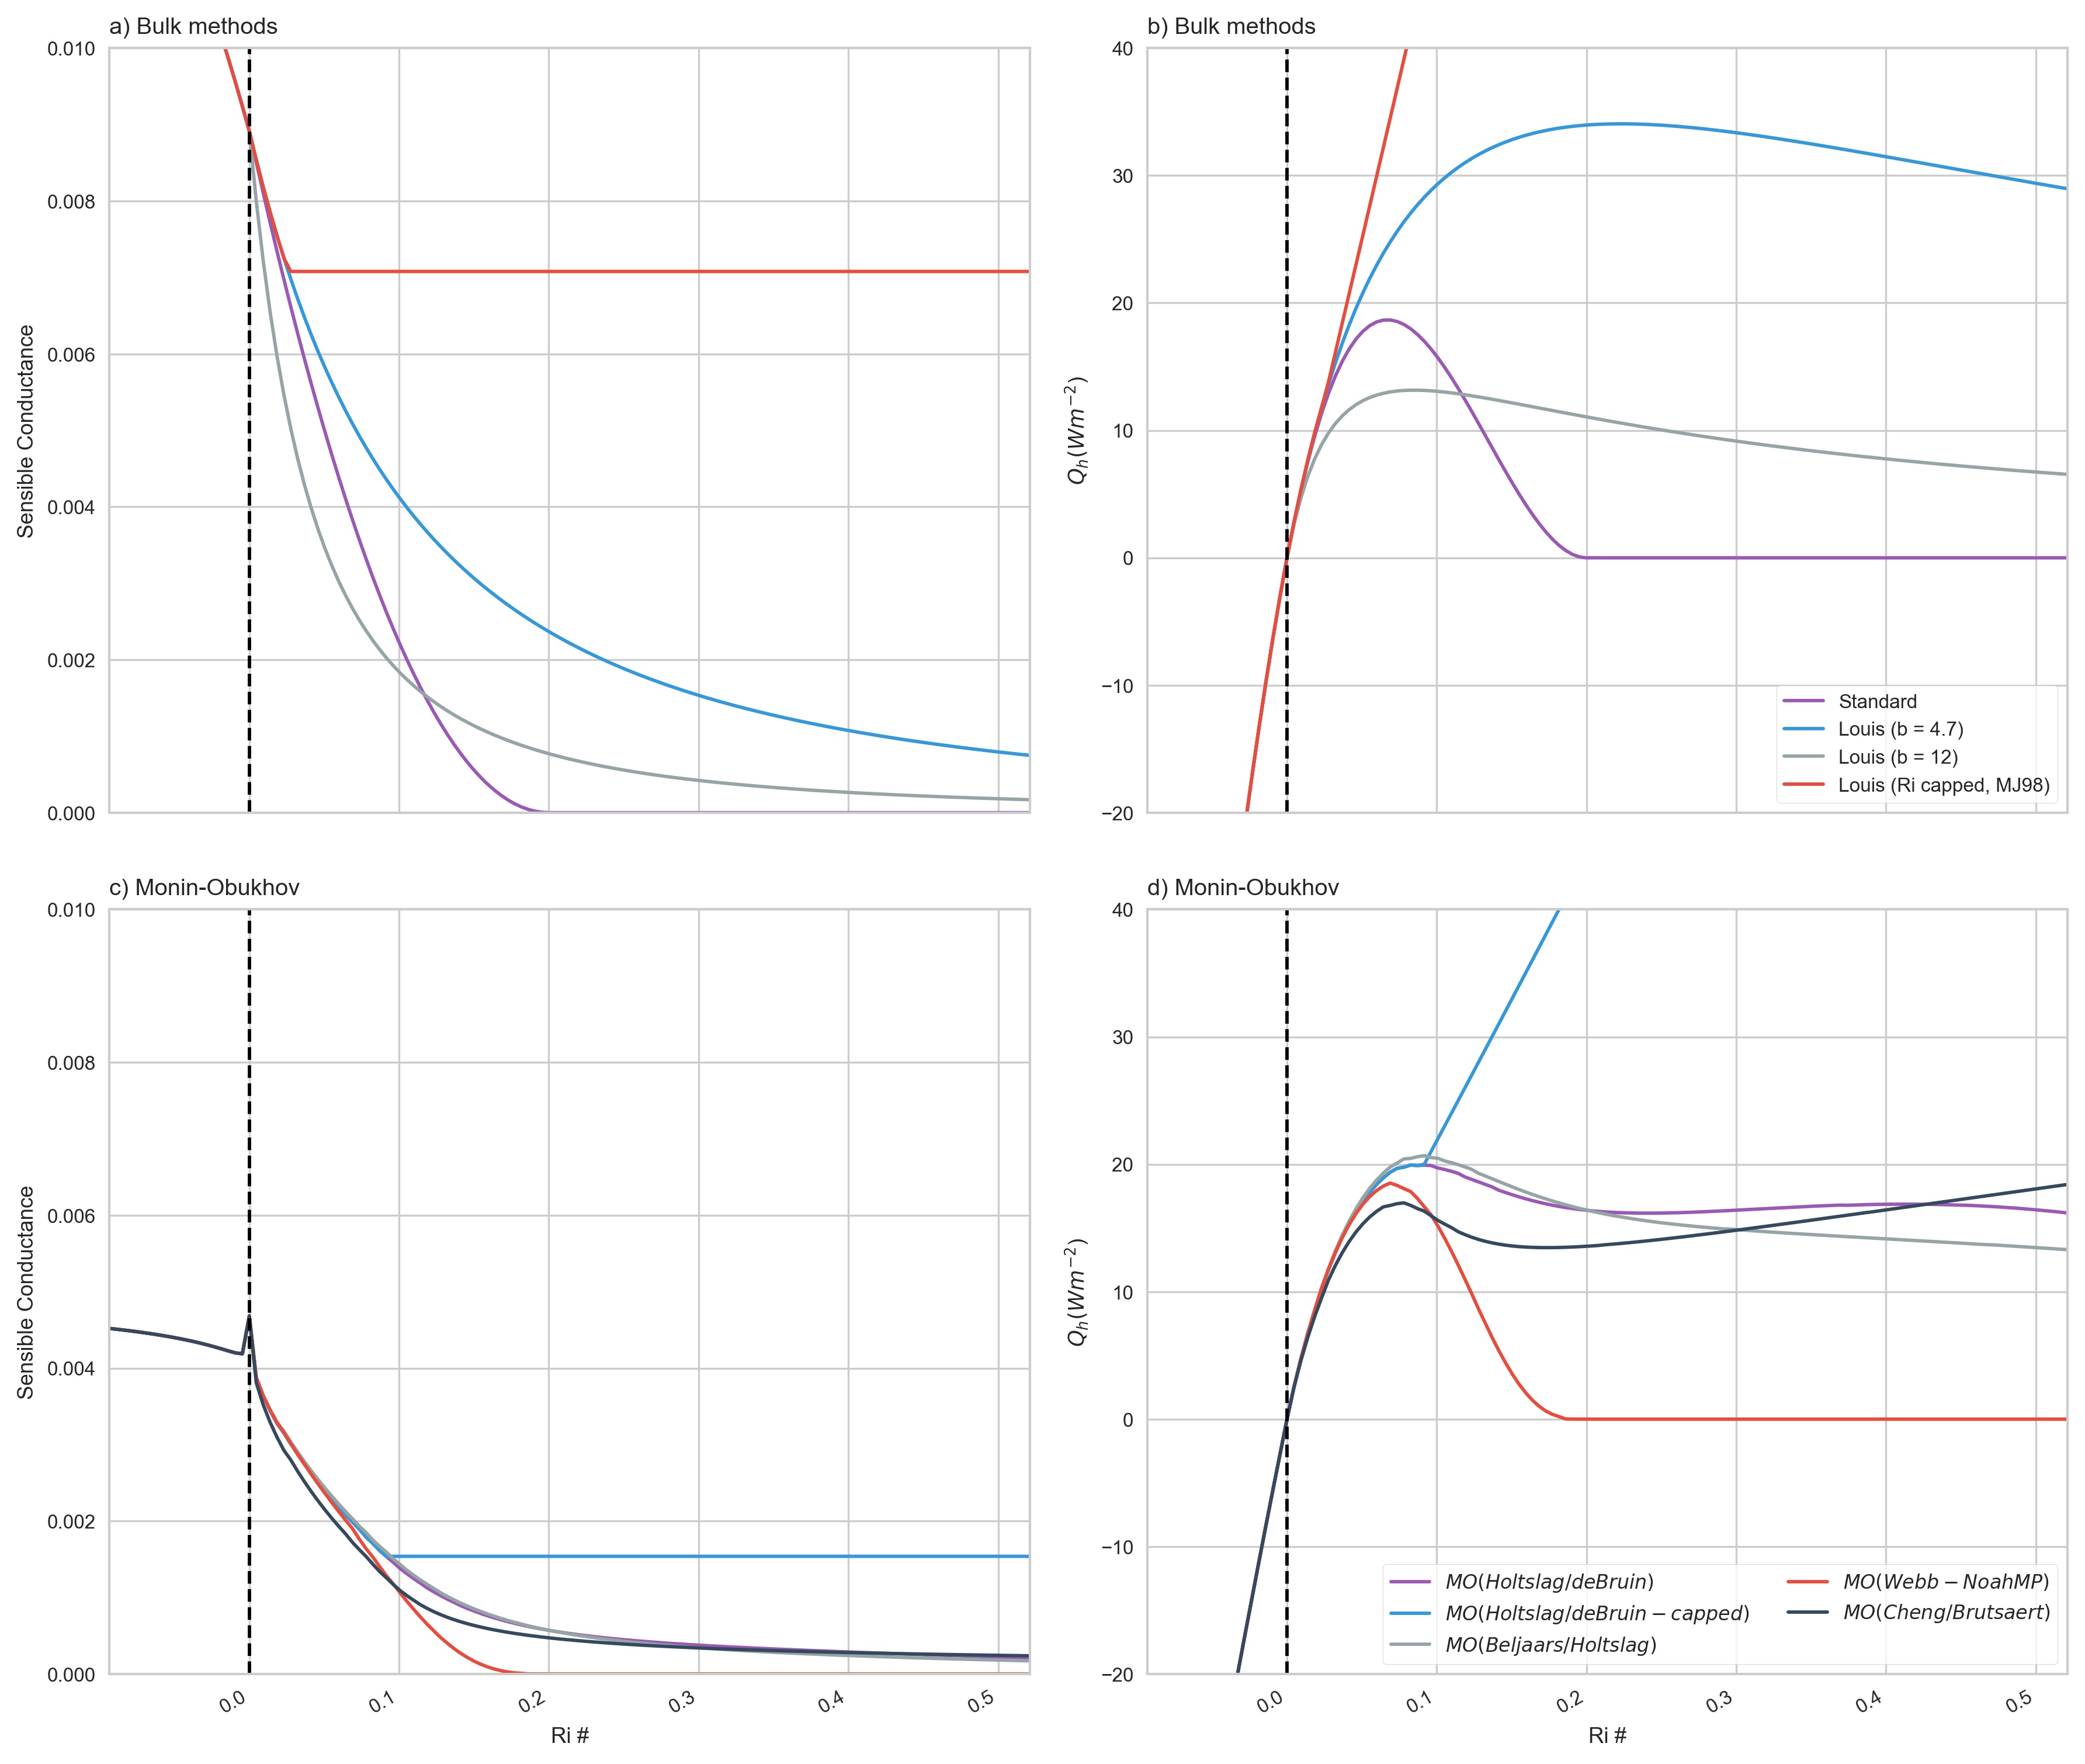 a) Bulk methods
0.010
0.008
0.006
0.004
0.002
0.000
Sensible Conductance
b) Bulk methods
40
30
20
10
0
−10
−20
Q_h(Wm^{−2})
Standard
Louis (b = 4.7)
Louis (b = 12)
Louis (Ri capped, MJ98)
c) Monin-Obukhov
0.010
0.008
0.006
0.004
0.002
0.000
Sensible Conductance
0.0 0.1 0.2 0.3 0.4 0.5
Ri #
d) Monin-Obukhov
40
30
20
10
0
−10
−20
Q_h(Wm^{−2})
MO(Holtslag/deBruin)
MO(Holtslag/deBruin−capped)
MO(Beljaars/Holtslag)
MO(Webb−NoahMP)
MO(Cheng/Brutsaert)
0.0 0.1 0.2 0.3 0.4 0.5
Ri #